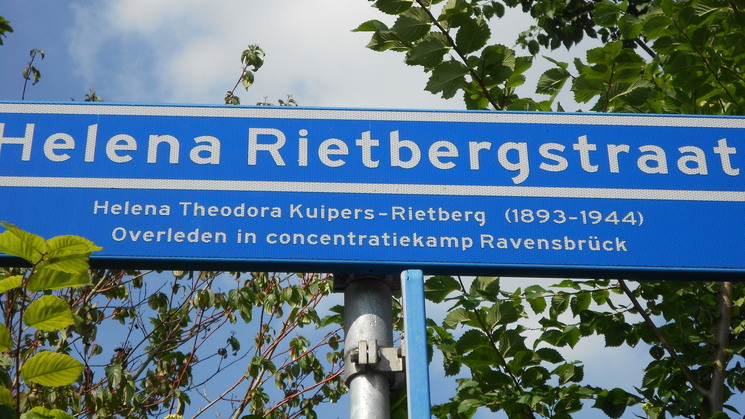 Helena Rietbergstraat
Helena Theodora Kuipers-Rietberg (1893-1944)
Overleden in concentratiekamp Ravensbrück